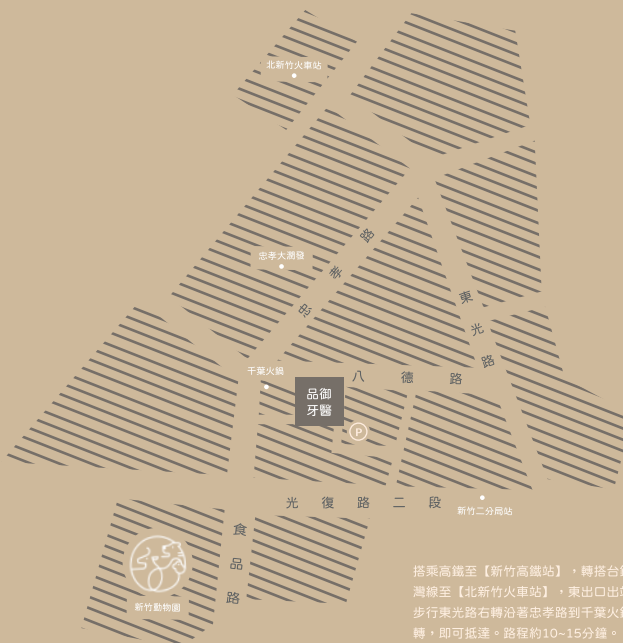 北新竹火車站
忠孝大潤發
忠孝路
東光路
千葉火鍋
八德路
品御
牙醫
P
光復路二段
新竹二分局站
食品路
新竹動物園
搭乘高鐵至【新竹高鐵站】，轉搭台鐵
灣線至【北新竹火車站】，東出口出站
步行東光路右轉沿著忠孝路到千葉火鍋
轉，即可抵達。路程約10~15分鐘。